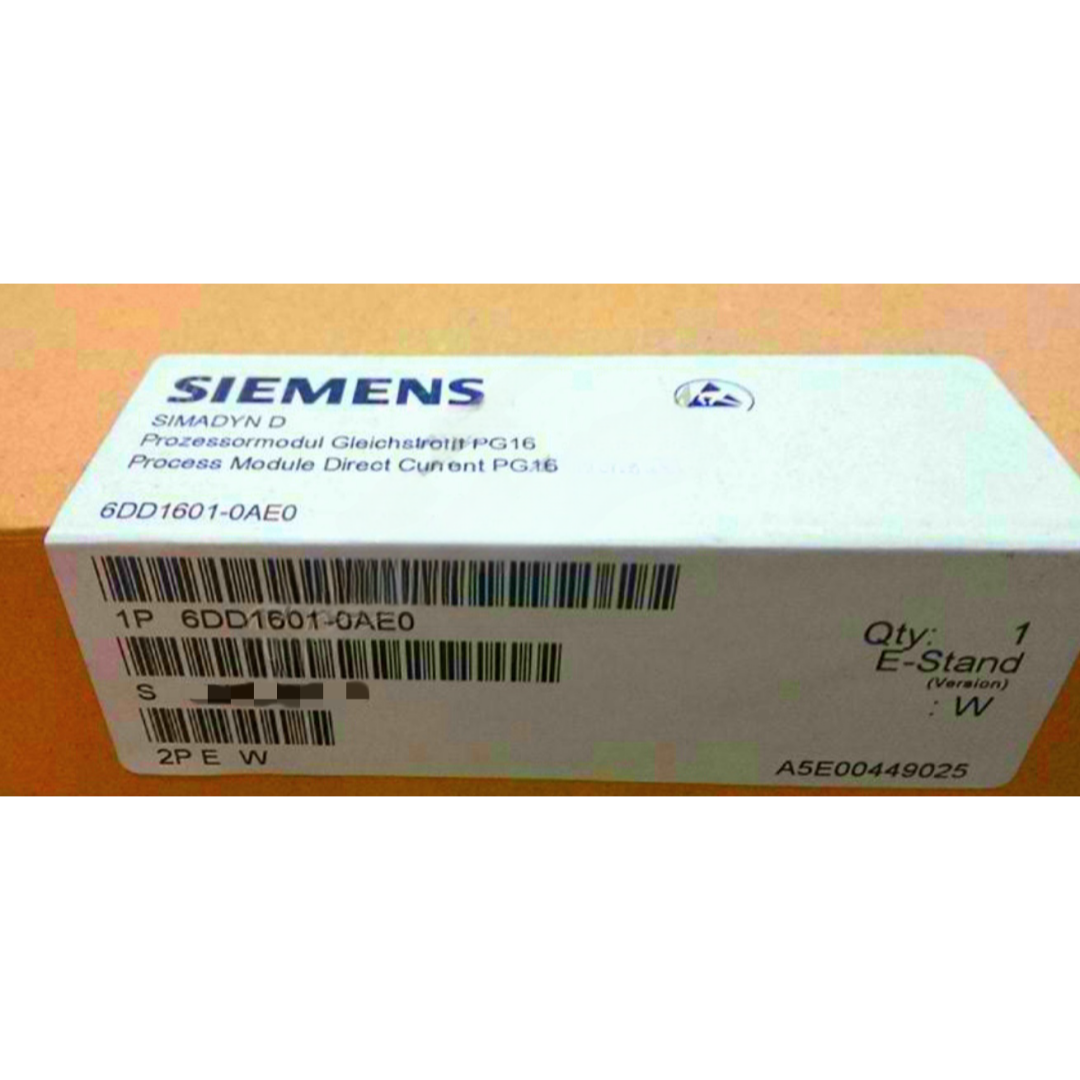 SIEMENS
SIMADYN D
Prozessormodul Gleichstrom PG16
Process Module Direct Current PG16
6DD1601-0AE0
1P 6DD1601-0AE0
Qty: 1
E-Stand
(Version)
: W
S
2P E W
A5E00449025